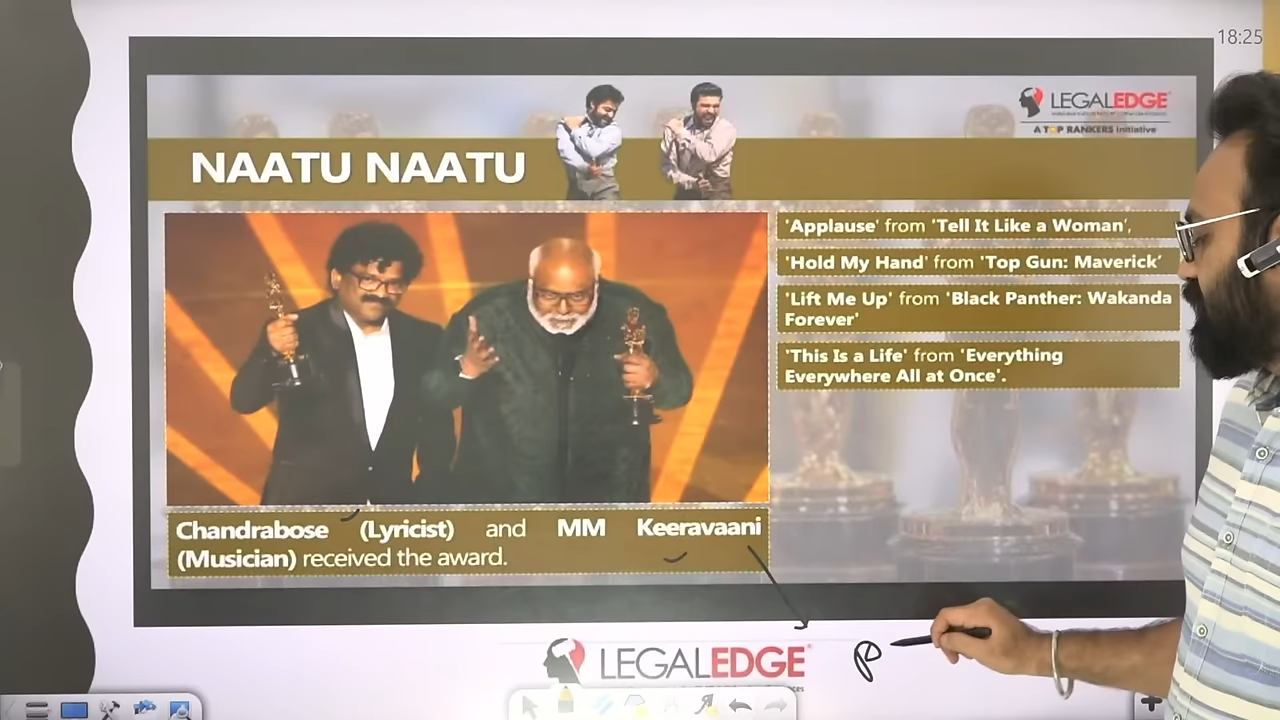 18:25
LEGALEDGE
A TOP RANKERS initiative
NAATU NAATU
'Applause' from 'Tell It Like a Woman',
'Hold My Hand' from 'Top Gun: Maverick'
'Lift Me Up' from 'Black Panther: Wakanda
Forever'
'This Is a Life' from 'Everything
Everywhere All at Once'.
Chandrabose (Lyricist) and MM Keeravaani
(Musician) received the award.
LEGALEDGE
P